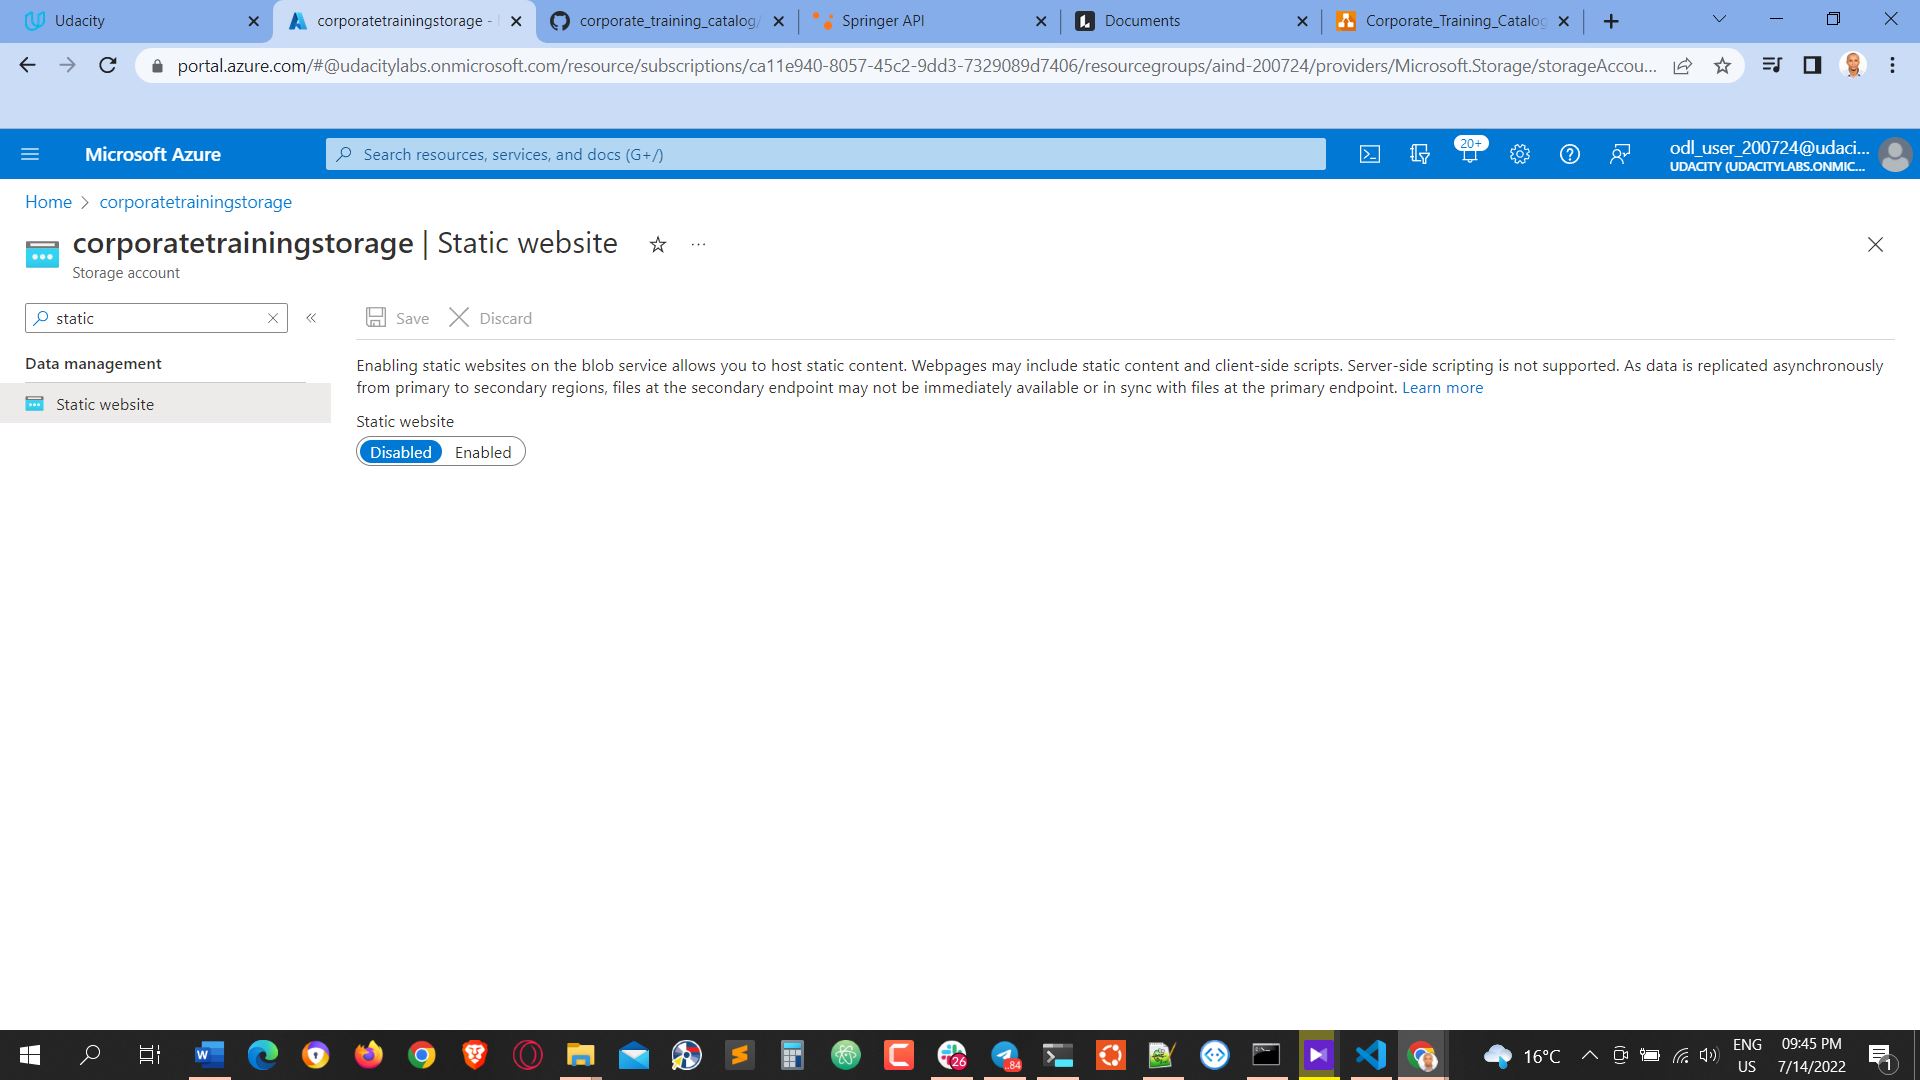 Udacity
corporatetrainingstorage -
corporate_training_catalog/
Springer API
Documents
Corporate_Training_Catalog
portal.azure.com/#@udacitylabs.onmicrosoft.com/resource/subscriptions/ca11e940-8057-45c2-9dd3-7329089d7406/resourcegroups/aind-200724/providers/Microsoft.Storage/storageAccou...
Microsoft Azure
Search resources, services, and docs (G+/)
20+
odl_user_200724@udaci...
UDACITY (UDACITYLABS.ONMIC...
Home > corporatetrainingstorage
corporatetrainingstorage | Static website
Storage account
static
Save
Discard
Data management
Static website
Enabling static websites on the blob service allows you to host static content. Webpages may include static content and client-side scripts. Server-side scripting is not supported. As data is replicated asynchronously
from primary to secondary regions, files at the secondary endpoint may not be immediately available or in sync with files at the primary endpoint. Learn more
Static website
Disabled Enabled
26
..84
16°C
ENG
US
09:45 PM
7/14/2022
1